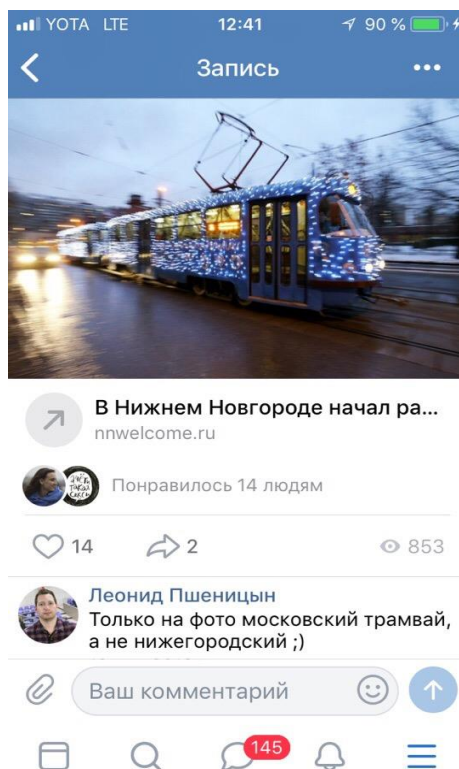 YOTA LTE 12:41 90 %
Запись
В Нижнем Новгороде начал ра...
nnwelcome.ru
Понравилось 14 людям
14 2 853
Леонид Пшеницын
Только на фото московский трамвай,
а не нижегородский ;)
Ваш комментарий
145